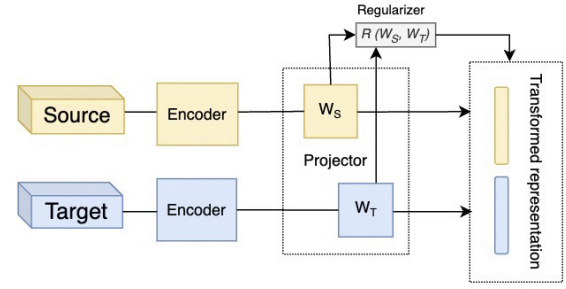 Regularizer
R (W_S, W_T)
Source
Encoder
W_S
Projector
Target
Encoder
W_T
Transformed representation